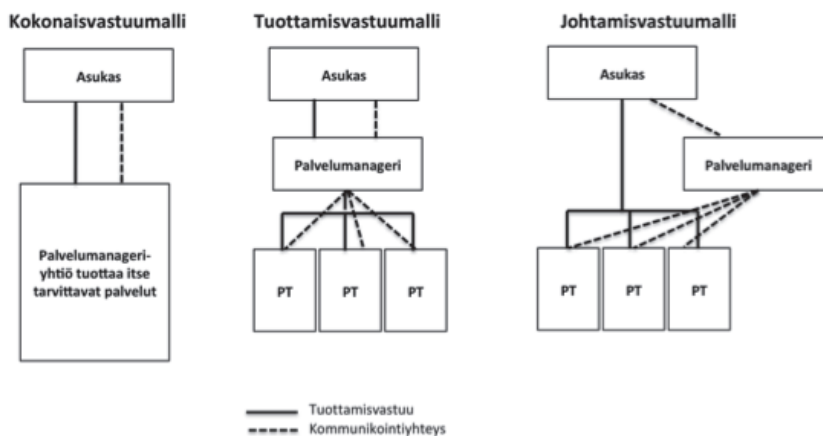 Kokonaisvastuumalli
Asukas
Palvelumanageri-
yhtiö tuottaa itse
tarvittavat palvelut
Tuottamisvastuumalli
Asukas
Palvelumanageri
PT PT PT
Johtamisvastuumalli
Asukas
Palvelumanageri
PT PT PT
Tuottamisvastuu
Kommunikointiyhteys